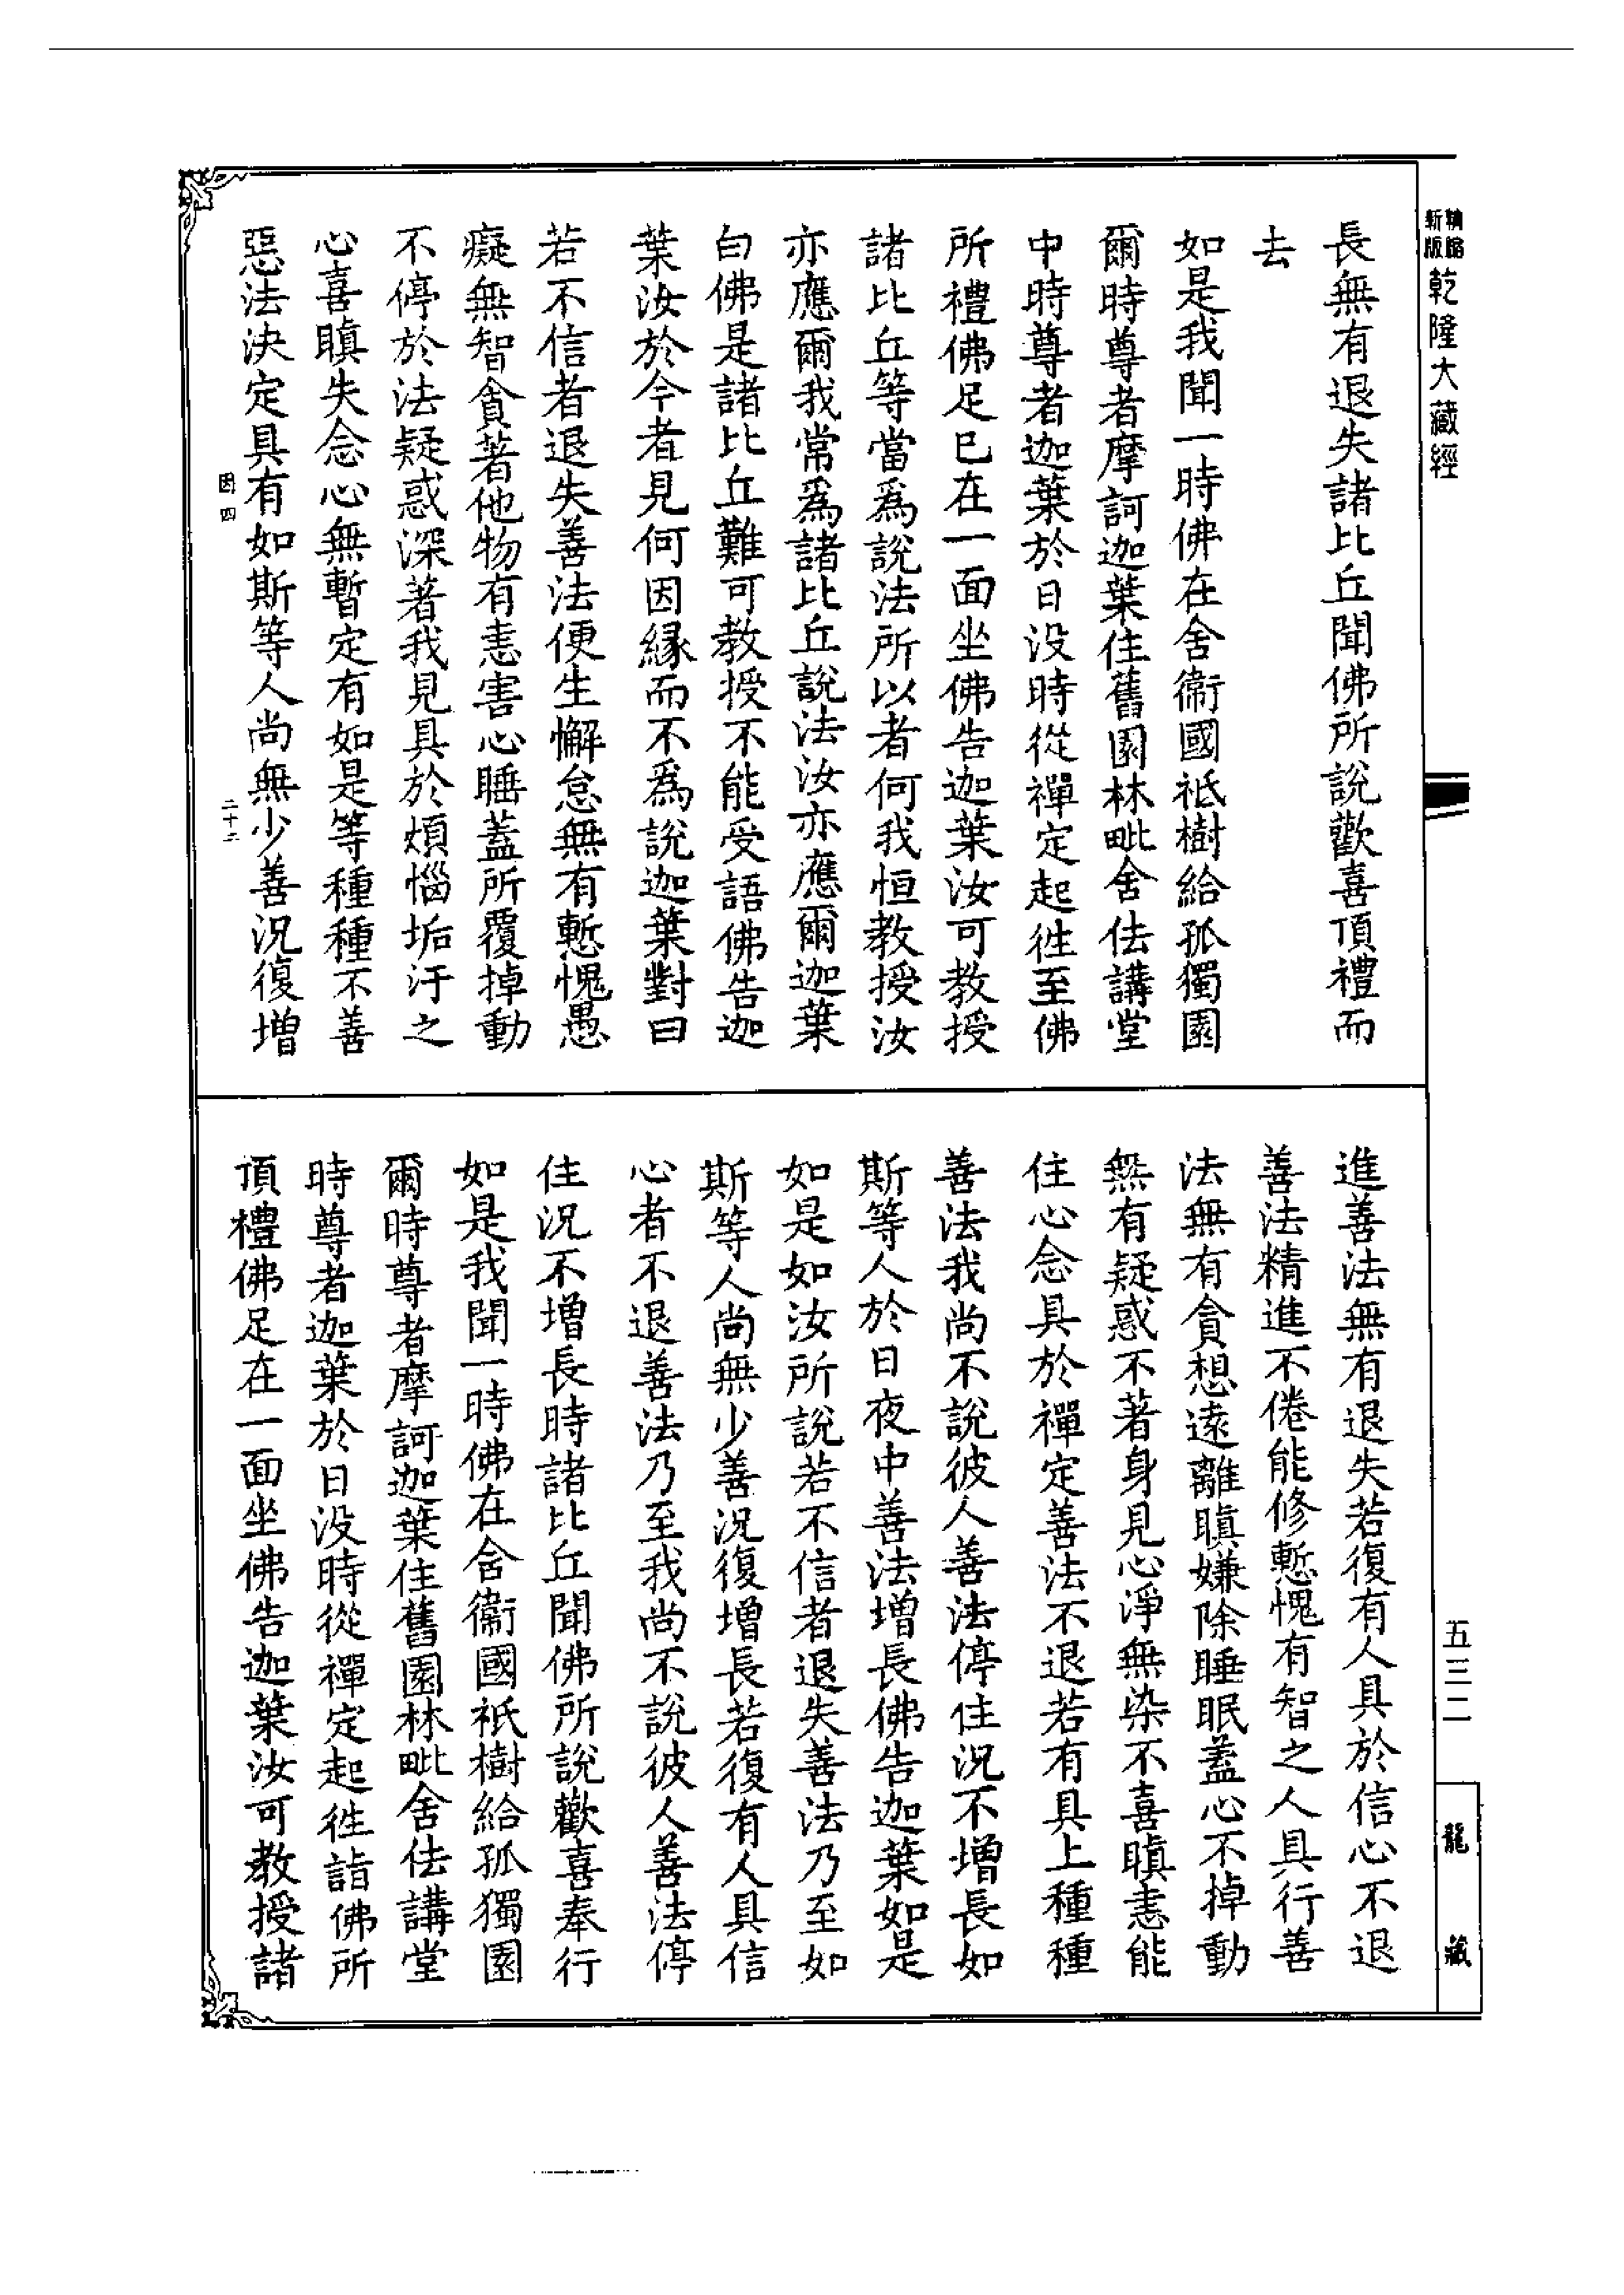 精縮新版 乾隆大藏經
長無有退失諸比丘聞佛所說歡喜頂禮而
去
如是我聞一時佛在舍衞國祇樹給孤獨園
爾時尊者摩訶迦葉住舊園林毗舍佉講堂
中時尊者迦葉於日没時從禪定起徃至佛
所禮佛足已在一面坐佛告迦葉汝可教授
諸比丘等當爲說法所以者何我恒教授汝
亦應爾我常爲諸比丘說法汝亦應爾迦葉
白佛是諸比丘難可教授不能受語佛告迦
葉汝於今者見何因縁而不爲說迦葉對曰
若不信者退失善法便生懈怠無有慙愧愚
癡無智貪著他物有恚害心睡蓋所覆掉動
不停於法疑惑深著我見具於煩惱垢汙之
心喜瞋失念心無暫定有如是等種種不善
惡法決定具有如斯等人尚無少善況復增
因四 二十二
進善法無有退失若復有人具於信心不退
善法精進不倦能修慙愧有智之人具行善
法無有貪想遠離瞋嫌除睡眠蓋心不掉動
無有疑惑不著身見心淨無染不喜瞋恚能
住心念具於禪定善法不退若有具上種種
善法我尚不說彼人善法停住況不增長如
斯等人於日夜中善法增長佛告迦葉如是
如是如汝所說若不信者退失善法乃至如
斯等人尚無少善況復增長若復有人具信
心者不退善法乃至我尚不說彼人善法停
住況不增長時諸比丘聞佛所說歡喜奉行
如是我聞一時佛在舍衞國祇樹給孤獨園
爾時尊者摩訶迦葉住舊園林毗舍佉講堂
時尊者迦葉於日没時從禪定起徃詣佛所
頂禮佛足在一面坐佛告迦葉汝可教授諸
五三二
龍藏